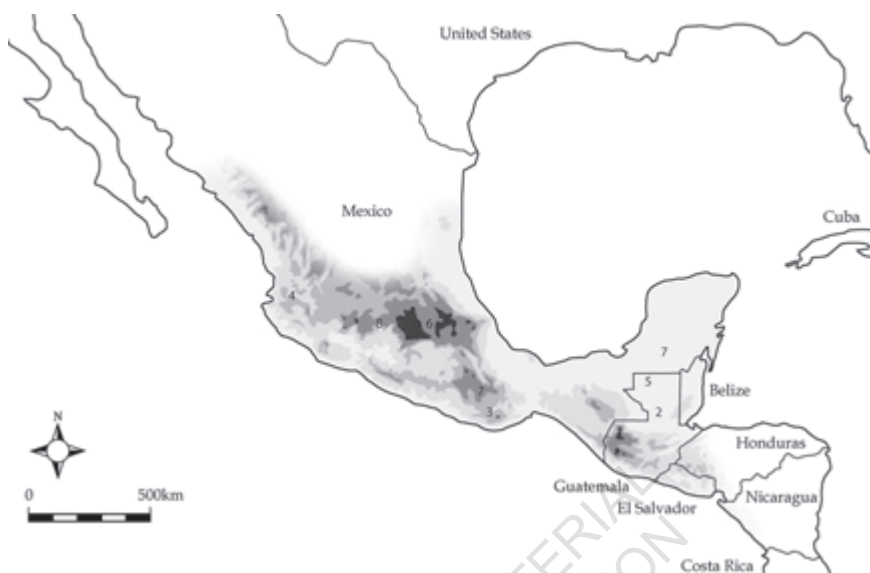 United States
Mexico
Cuba
4
8
6
7
5
7
Belize
3
2
N
Honduras
0
500km
Guatemala
Nicaragua
El Salvador
Costa Rica